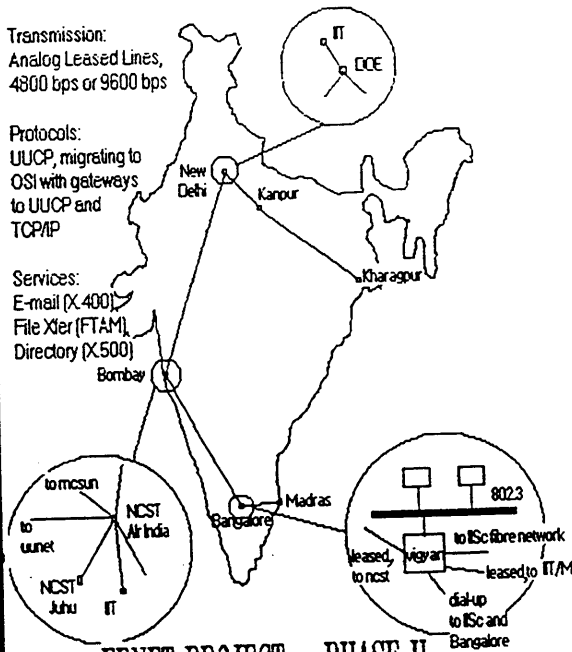 Transmission:
Analog Leased Lines,
4800 bps or 9600 bps
Protocols:
UUCP, migrating to
OSI with gateways
to UUCP and
TCP/IP
Services:
E-mail (X.400)
File Xfer (FTAM)
Directory (X.500)
IIT
DOE
New
Delhi
Kanpur
Kharagpur
Bombay
Madras
Bangalore
to mcsun
NCST
Air India
to
uunet
NCST
Juhu
IIT
802.3
leased,
to ncst
vigyan
to IISc fibre network
leased to IIT/M
dial-up
to IISc and
Bangalore
ERNET PROJECT PHASE II